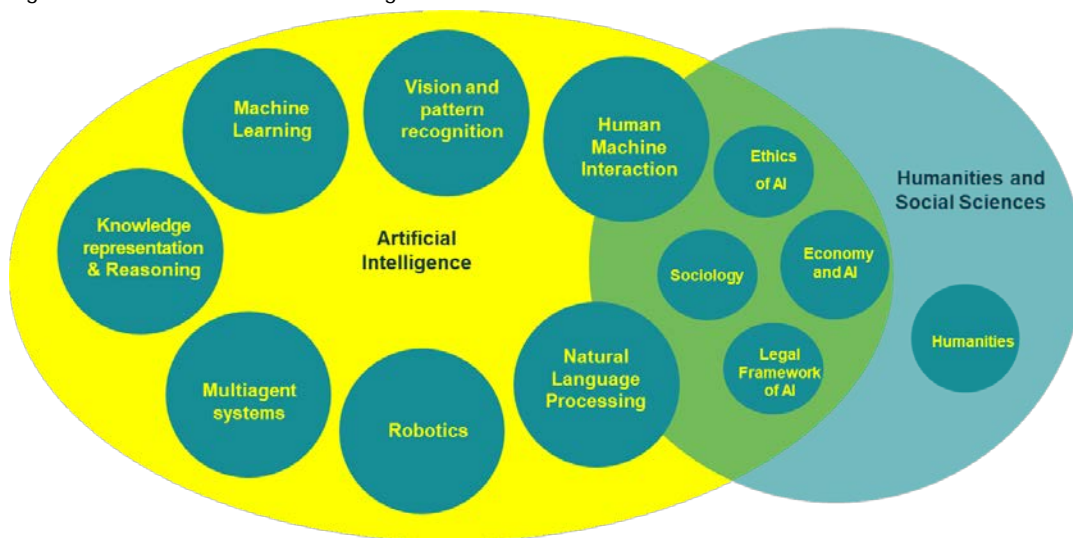 Machine
Learning
Vision and
pattern
recognition
Human
Machine
Interaction
Ethics
of AI
Humanities and
Social Sciences
Knowledge
representation
& Reasoning
Artificial
Intelligence
Sociology
Economy
and AI
Humanities
Multiagent
systems
Robotics
Natural
Language
Processing
Legal
Framework
of AI